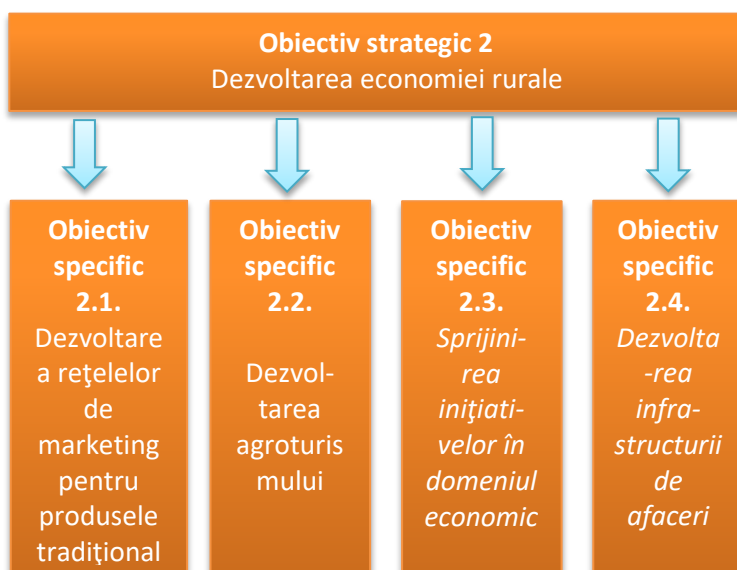 Obiectiv strategic 2
Dezvoltarea economiei rurale
Obiectiv
specific
2.1.
Dezvoltare
a reţelelor
de
marketing
pentru
produsele
tradiţional
Obiectiv
specific
2.2.
Dezvol-
tarea
agroturis
mului
Obiectiv
specific
2.3.
Sprijini-
rea
iniţiati-
velor în
domeniul
economic
Obiectiv
specific
2.4.
Dezvolta
-rea
infra-
structurii
de
afaceri